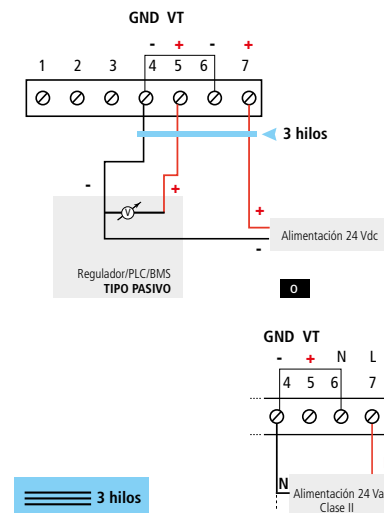 GND VT
- + - +
1 2 3 4 5 6 7
3 hilos
-
+
V
+
Alimentación 24 Vdc
-
Regulador/PLC/BMS
TIPO PASIVO
o
GND VT
- + N L
4 5 6 7
N
Alimentación 24 Va
Clase II
3 hilos